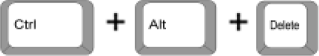 Ctrl + Alt + Delete